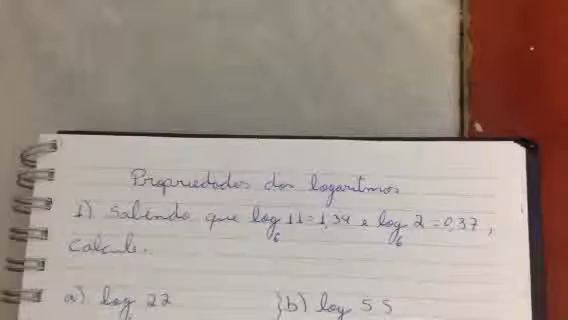 Propriedades dos logaritmos
1) Sabendo que log₆ 11 = 1,34 e log₆ 2 = 0,37,
calcule.
a) log 22 b) log 5 5